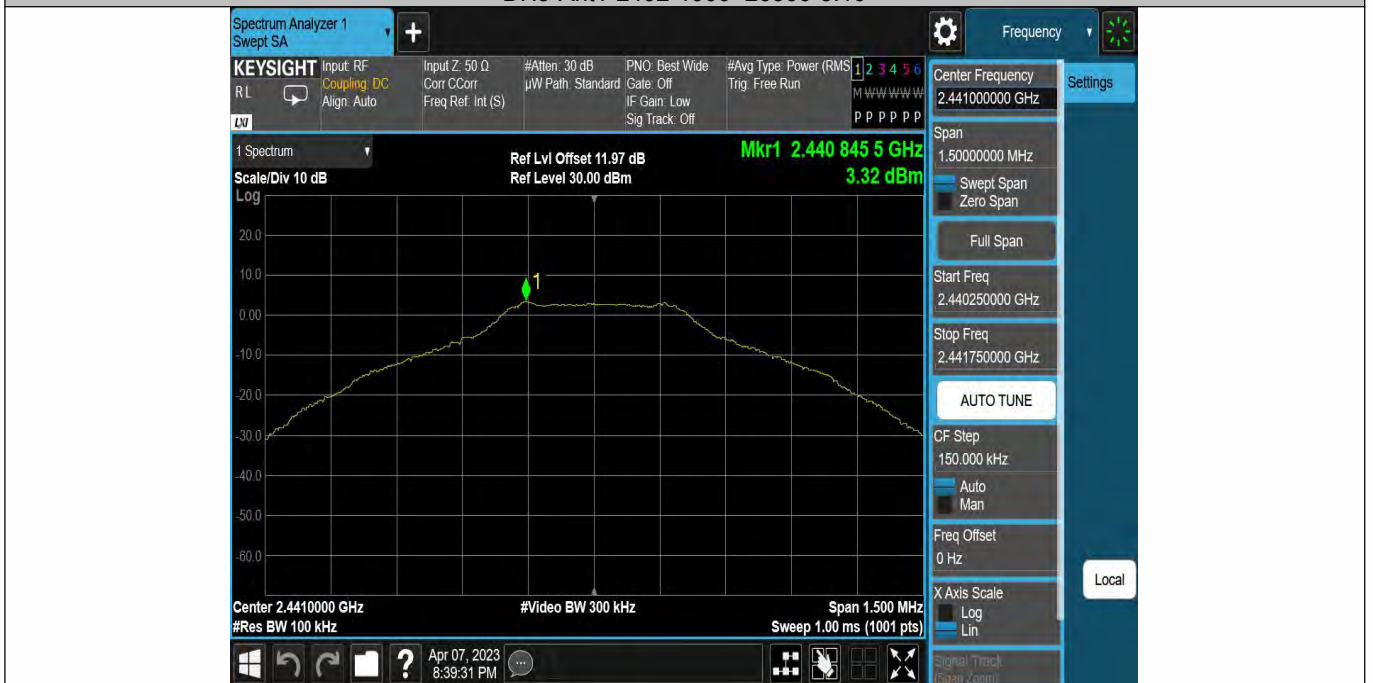 Spectrum Analyzer 1
Swept SA
Frequency
KEYSIGHT
RL
LXI
Input: RF
Coupling: DC
Align: Auto
Input Z: 50 Ω
Corr CCorr
Freq Ref: Int (S)
#Atten: 30 dB
µW Path: Standard
PNO: Best Wide
Gate: Off
IF Gain: Low
Sig Track: Off
#Avg Type: Power (RMS
Trig: Free Run
1 2 3 4 5 6
M W W W W W
P P P P P P
1 Spectrum
Scale/Div 10 dB
Log
Ref Lvl Offset 11.97 dB
Ref Level 30.00 dBm
Mkr1 2.440 845 5 GHz
3.32 dBm
20.0
10.0
0.00
-10.0
-20.0
-30.0
-40.0
-50.0
-60.0
1
Center 2.4410000 GHz
#Res BW 100 kHz
#Video BW 300 kHz
Span 1.500 MHz
Sweep 1.00 ms (1001 pts)
Apr 07, 2023
8:39:31 PM
Center Frequency
2.441000000 GHz
Settings
Span
1.50000000 MHz
Swept Span
Zero Span
Full Span
Start Freq
2.440250000 GHz
Stop Freq
2.441750000 GHz
AUTO TUNE
CF Step
150.000 kHz
Auto
Man
Freq Offset
0 Hz
Local
X Axis Scale
Log
Lin
Signal Track
(Span Zoom)